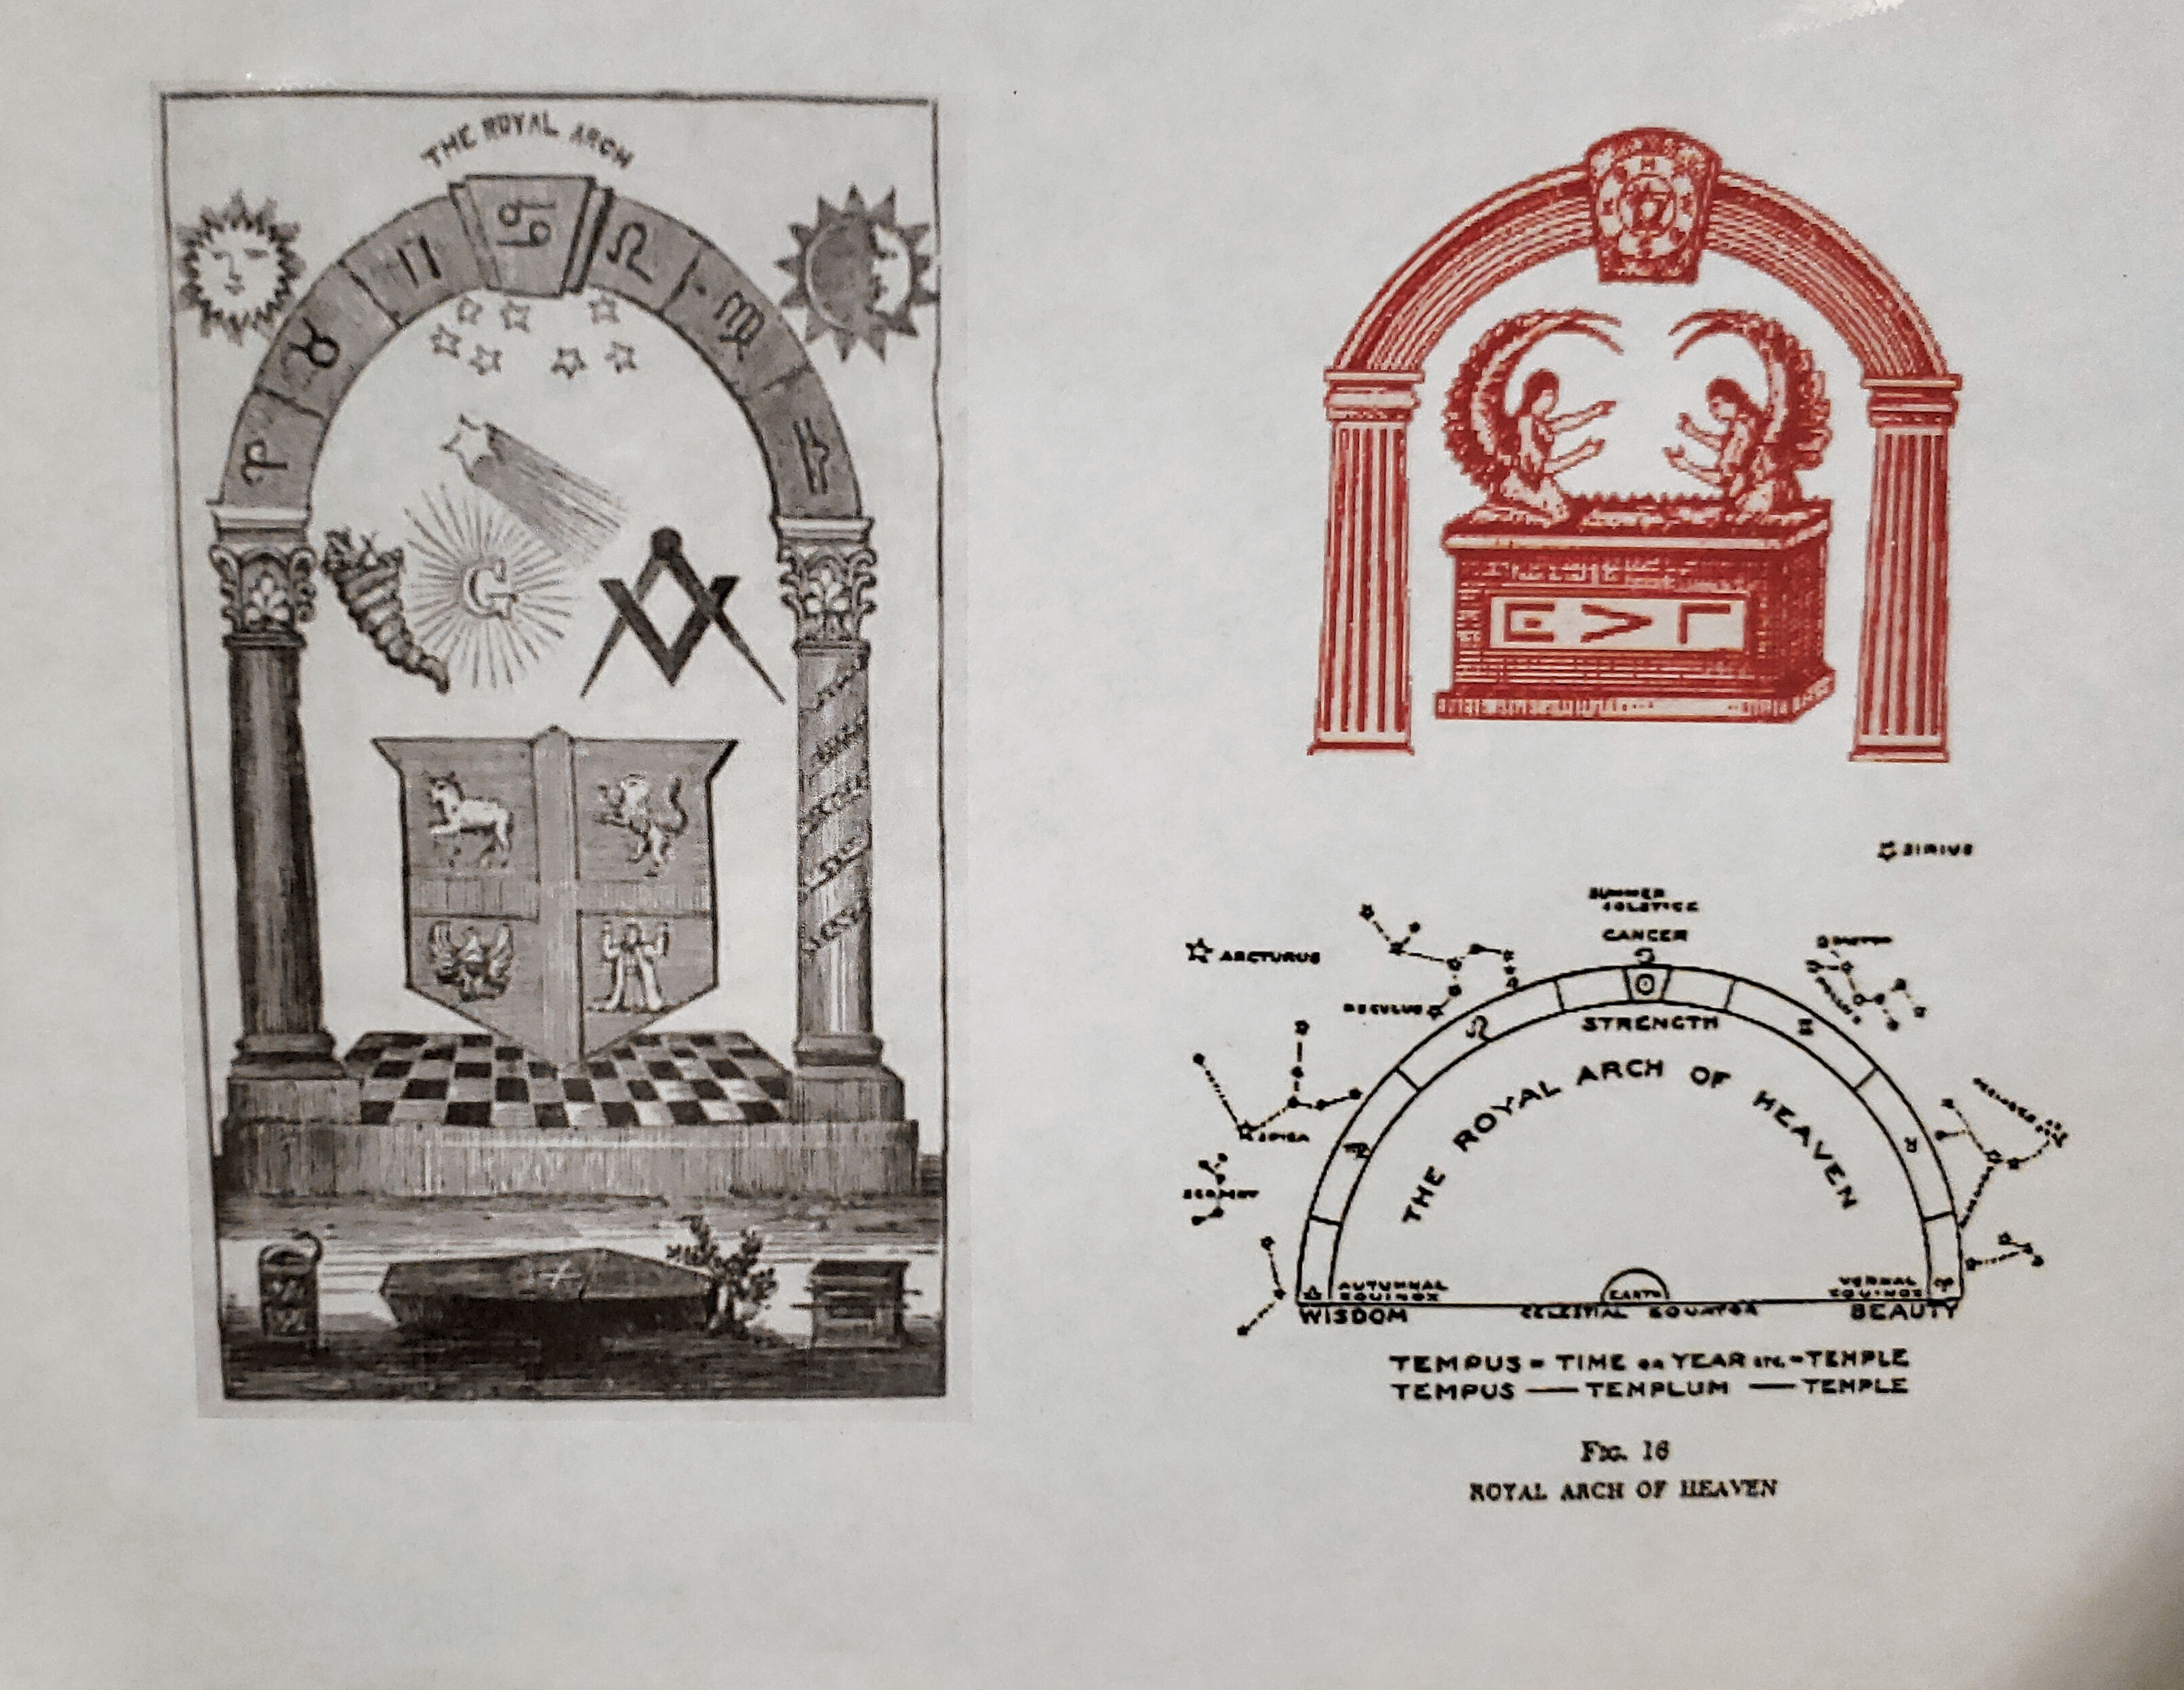 THE ROYAL ARCH
♈ ♉ ♊ ♋ ♌ ♍ ♎
G
SIRIUS
SUMMER
SOLSTICE
CANCER
ARCTURUS
STRENGTH
SPICA
THE ROYAL ARCH OF HEAVEN
AUTUMNAL
EQUINOX
EARTH
VERNAL
EQUINOX
WISDOM
CELESTIAL EQUATOR
BEAUTY
TEMPUS = TIME OR YEAR
TEMPLE
TEMPUS — TEMPLUM — TEMPLE
FIG. 16
ROYAL ARCH OF HEAVEN